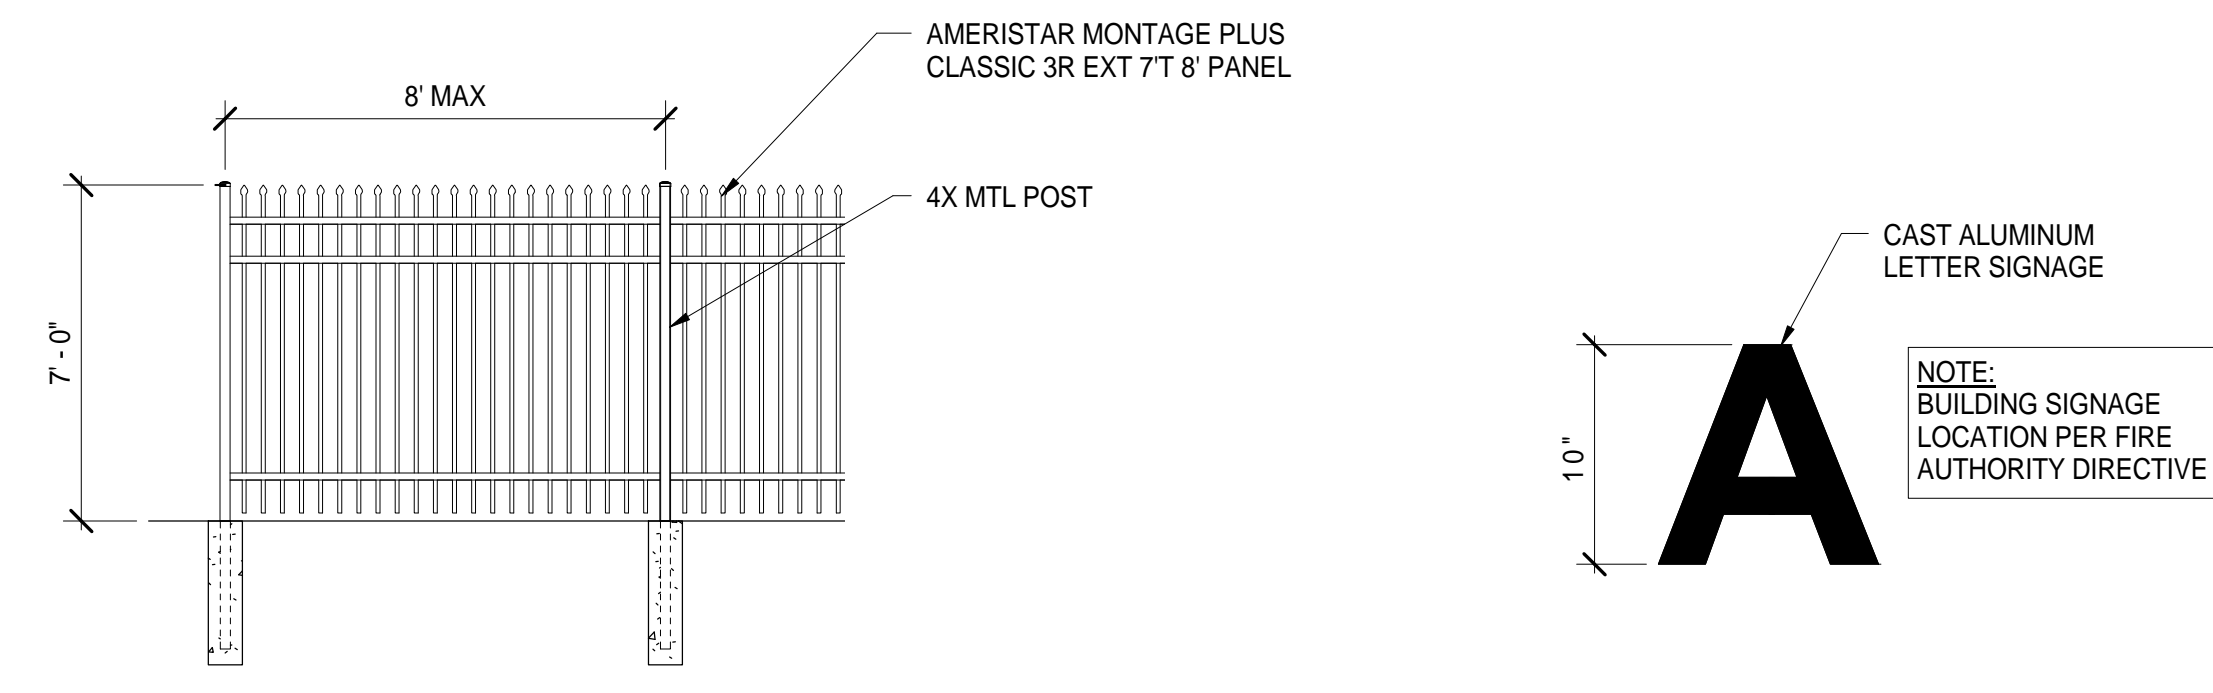 AMERISTAR MONTAGE PLUS
CLASSIC 3R EXT 7'T 8' PANEL
8' MAX
4X MTL POST
7' - 0"
CAST ALUMINUM
LETTER SIGNAGE
10"
A
NOTE:
BUILDING SIGNAGE
LOCATION PER FIRE
AUTHORITY DIRECTIVE